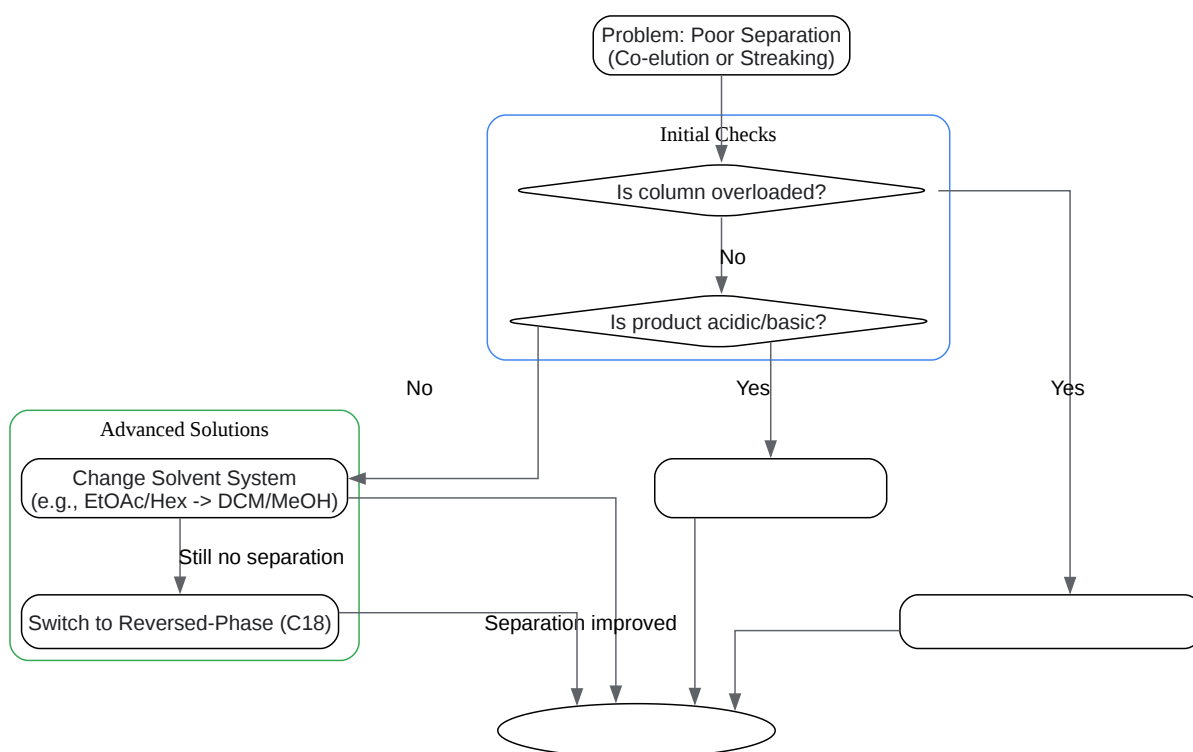 Problem: Poor Separation
(Co-elution or Streaking)
Initial Checks
Is column overloaded?
No
Is product acidic/basic?
No
Yes
Yes
Advanced Solutions
Change Solvent System
(e.g., EtOAc/Hex -> DCM/MeOH)
Still no separation
Switch to Reversed-Phase (C18)
Separation improved